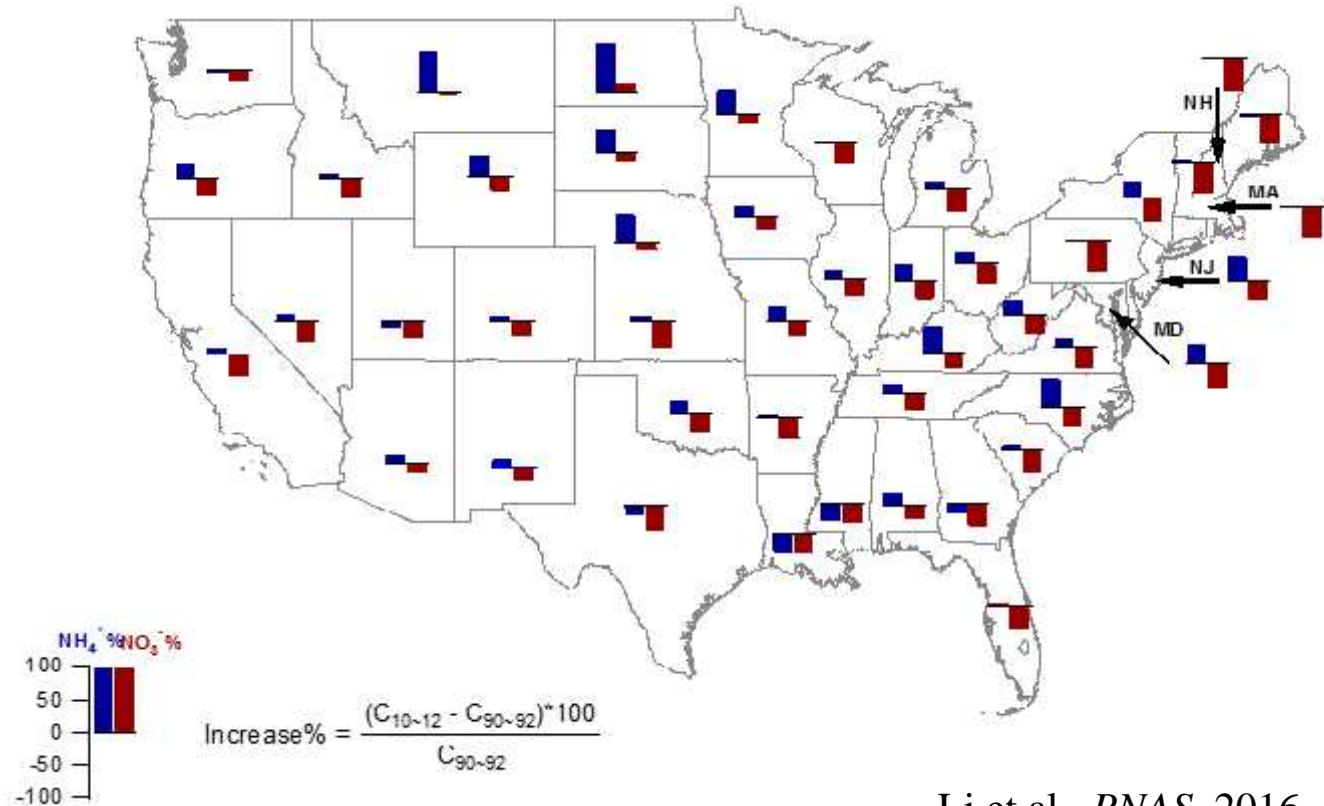 NH
MA
NJ
MD
NH₄⁺%NO₃⁻%
100
50
0
-50
-100
Increase% = (C₁₀~₁₂ - C₉₀~₉₂)*100
C₉₀~₉₂
Li et al., PNAS, 2016